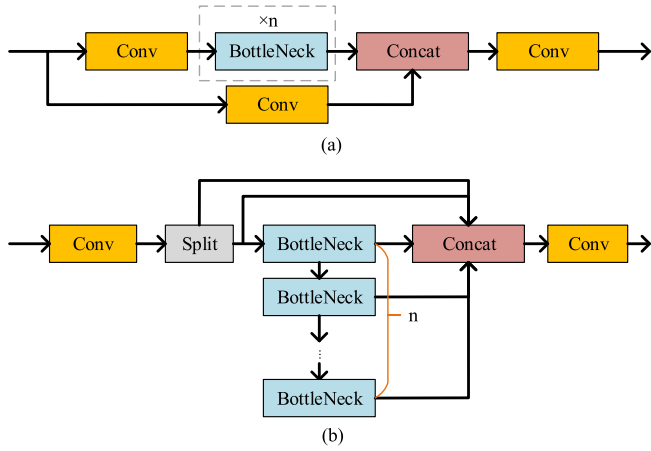 ×n
Conv
BottleNeck
Concat
Conv
Conv
(a)
Conv
Split
BottleNeck
Concat
Conv
BottleNeck
n
BottleNeck
(b)